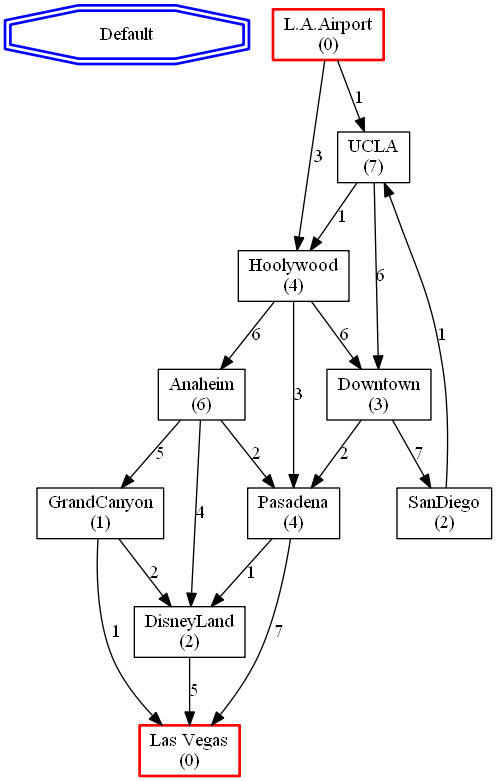 Default
L.A.Airport
(0)
1
UCLA
(7)
3
1
Hoolywood
(4)
6
6
6
3
1
Anaheim
(6)
Downtown
(3)
5
2
2
7
4
GrandCanyon
(1)
Pasadena
(4)
SanDiego
(2)
2
1
1
7
DisneyLand
(2)
5
Las Vegas
(0)